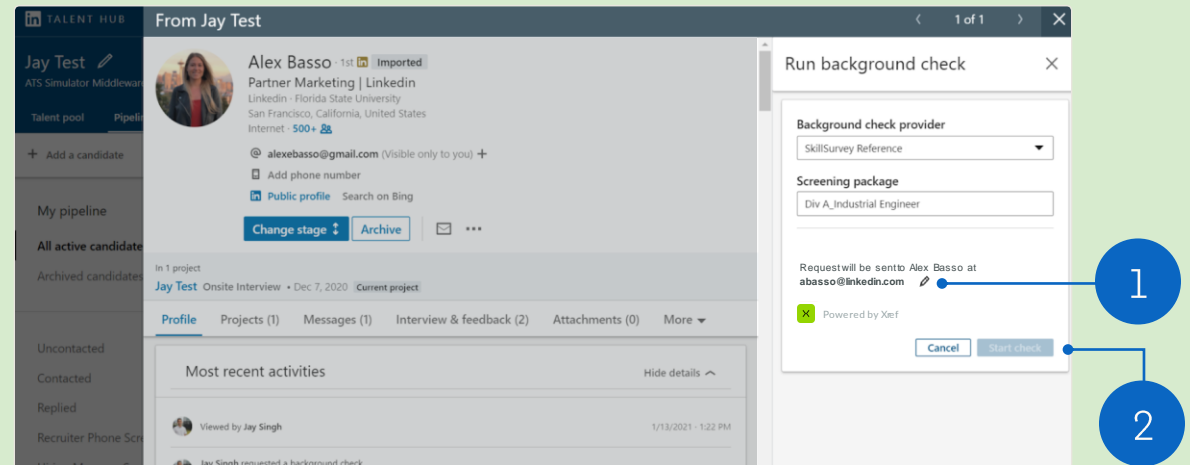 in TALENT HUB
From Jay Test
1 of 1
Jay Test
ATS Simulator Middlewar
Talent pool Pipelin
+ Add a candidate
My pipeline
All active candidate
Archived candidates
Uncontacted
Contacted
Replied
Recruiter Phone Scre
Alex Basso · 1st in Imported
Partner Marketing | Linkedin
Linkedin · Florida State University
San Francisco, California, United States
Internet · 500+
@ alexebasso@gmail.com (Visible only to you) +
Add phone number
in Public profile Search on Bing
Change stage Archive •••
In 1 project
Jay Test Onsite Interview • Dec 7, 2020 Current project
Profile Projects (1) Messages (1) Interview & feedback (2) Attachments (0) More
Most recent activities Hide details
Viewed by Jay Singh 1/13/2021 - 1:22 PM
Jay Singh requested a background check
Run background check
Background check provider
SkillSurvey Reference
Screening package
Div A_Industrial Engineer
Request will be sent to Alex Basso at
abasso@linkedin.com
Powered by Xref
Cancel Start check
1
2